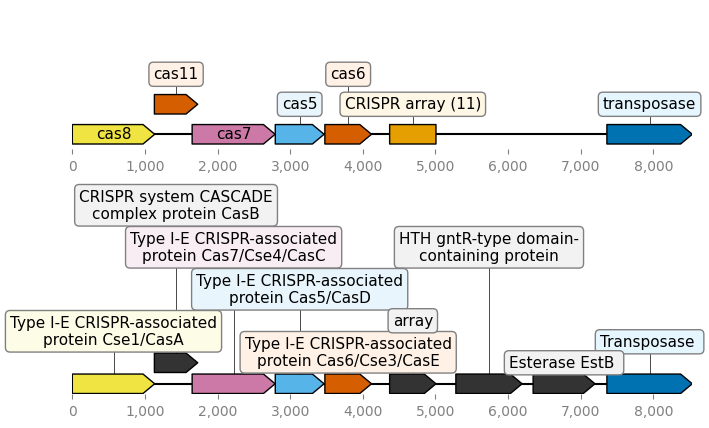 cas11
cas6
cas5
CRISPR array (11)
transposase
cas8
cas7
0 1,000 2,000 3,000 4,000 5,000 6,000 7,000 8,000
CRISPR system CASCADE
complex protein CasB
Type I-E CRISPR-associated
protein Cas7/Cse4/CasC
HTH gntR-type domain-
containing protein
Type I-E CRISPR-associated
protein Cas5/CasD
array
Type I-E CRISPR-associated
protein Cse1/CasA
Type I-E CRISPR-associated
protein Cas6/Cse3/CasE
Transposase
Esterase EstB
0 1,000 2,000 3,000 4,000 5,000 6,000 7,000 8,000